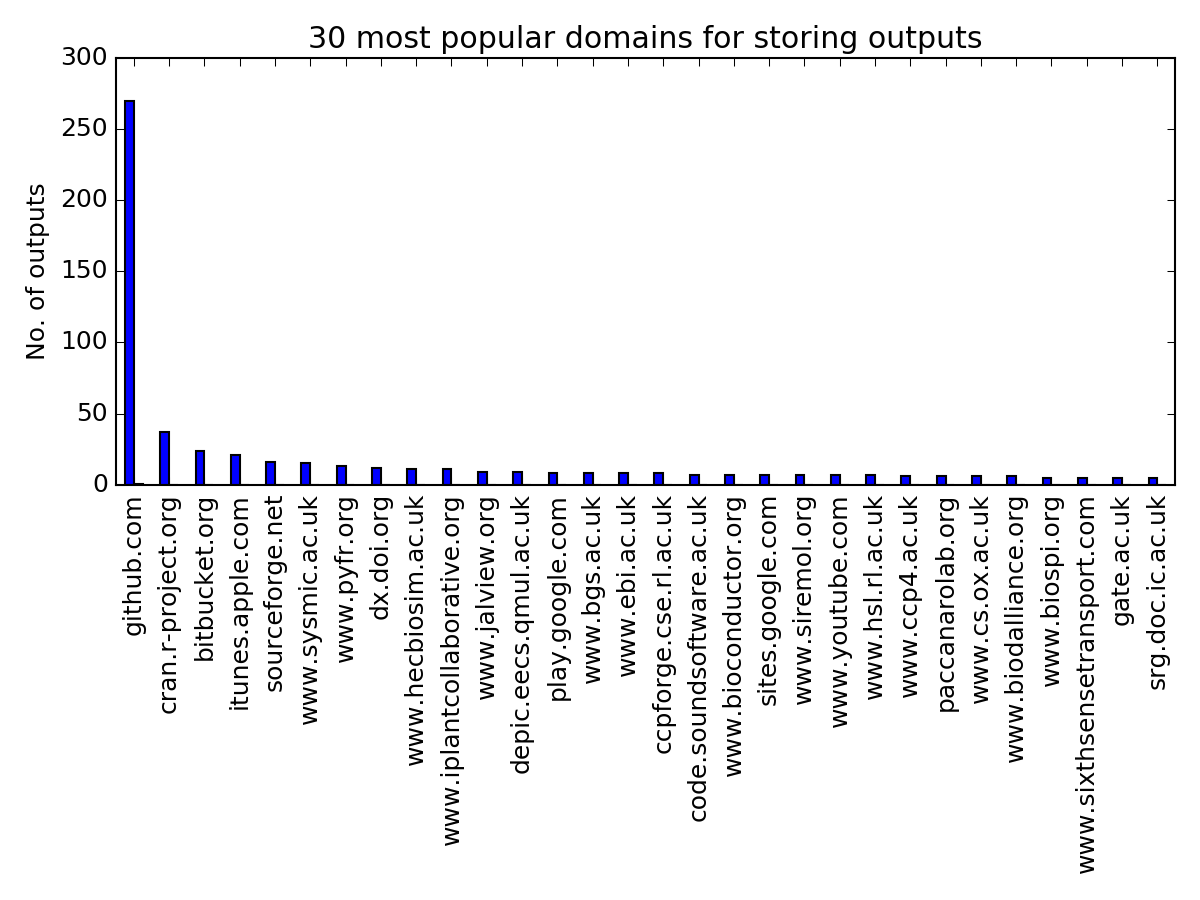 30 most popular domains for storing outputs
No. of outputs
300
250
200
150
100
50
0
github.com
cran.r-project.org
bitbucket.org
itunes.apple.com
sourceforge.net
www.sysmic.ac.uk
www.pyfr.org
dx.doi.org
www.hecbiosim.ac.uk
www.iplantcollaborative.org
www.jalview.org
depic.eecs.qmul.ac.uk
play.google.com
www.bgs.ac.uk
www.ebi.ac.uk
ccpforge.cse.rl.ac.uk
code.soundsoftware.ac.uk
www.bioconductor.org
sites.google.com
www.siremol.org
www.youtube.com
www.hsl.rl.ac.uk
www.ccp4.ac.uk
paccanarolab.org
www.cs.ox.ac.uk
www.biodalliance.org
www.biospi.org
www.sixthsensetransport.com
gate.ac.uk
srg.doc.ic.ac.uk